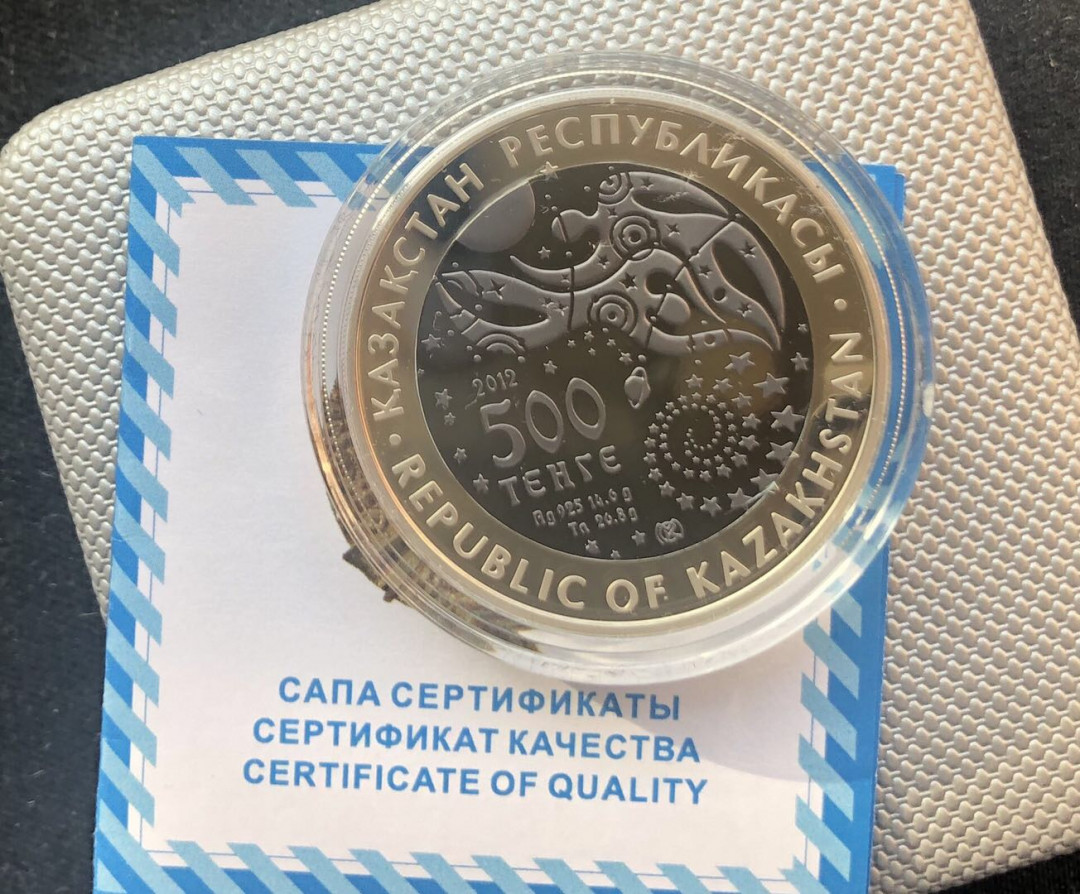 ҚАЗАҚСТАН РЕСПУБЛИКАСЫ • REPUBLIC OF KAZAKHSTAN •
2012
500
ТЕНГЕ
Ag 925 14.6 g
Ta 26.8 g
САПА СЕРТИФИКАТЫ
СЕРТИФИКАТ КАЧЕСТВА
CERTIFICATE OF QUALITY